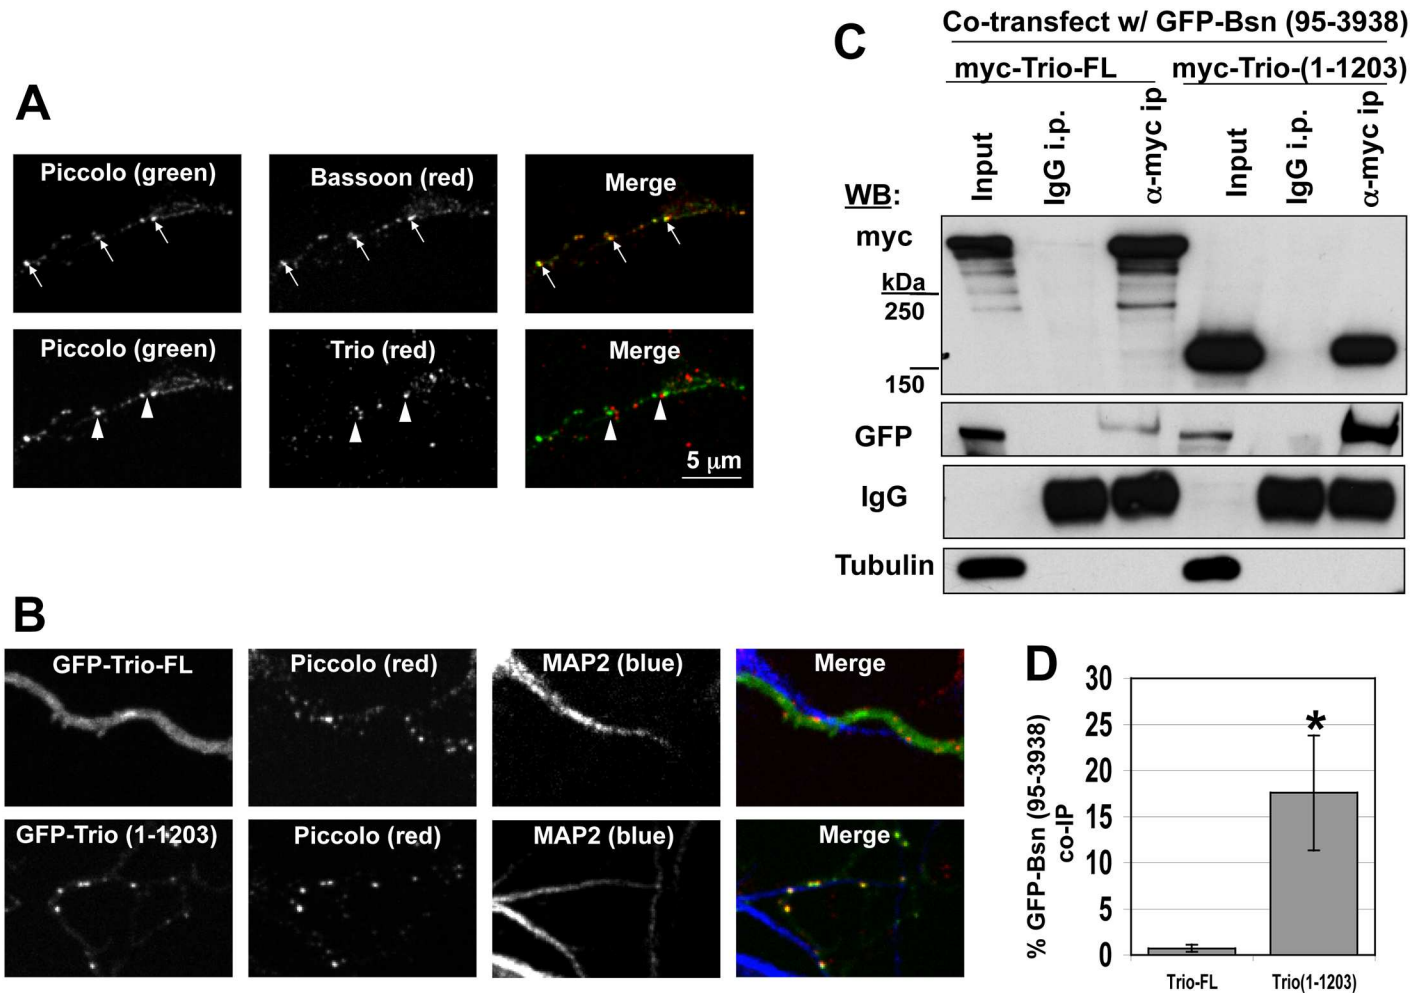 A
Piccolo (green)
Bassoon (red)
Merge
Piccolo (green)
Trio (red)
Merge
5 μm
B
GFP-Trio-FL
Piccolo (red)
MAP2 (blue)
Merge
GFP-Trio (1-1203)
Piccolo (red)
MAP2 (blue)
Merge
C
Co-transfect w/ GFP-Bsn (95-3938)
myc-Trio-FL
myc-Trio-(1-1203)
Input
IgG i.p.
α-myc ip
Input
IgG i.p.
α-myc ip
WB:
myc
kDa
250
150
GFP
IgG
Tubulin
D
% GFP-Bsn (95-3938)
co-IP
30
25
20
15
10
5
0
*
Trio-FL
Trio(1-1203)